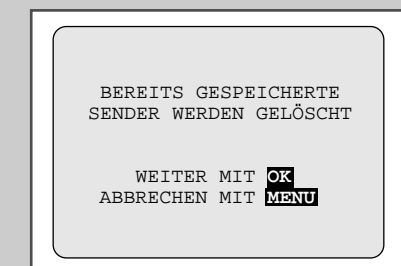 BEREITS GESPEICHERTE
SENDER WERDEN GELÖSCHT
WEITER MIT OK
ABBRECHEN MIT MENU